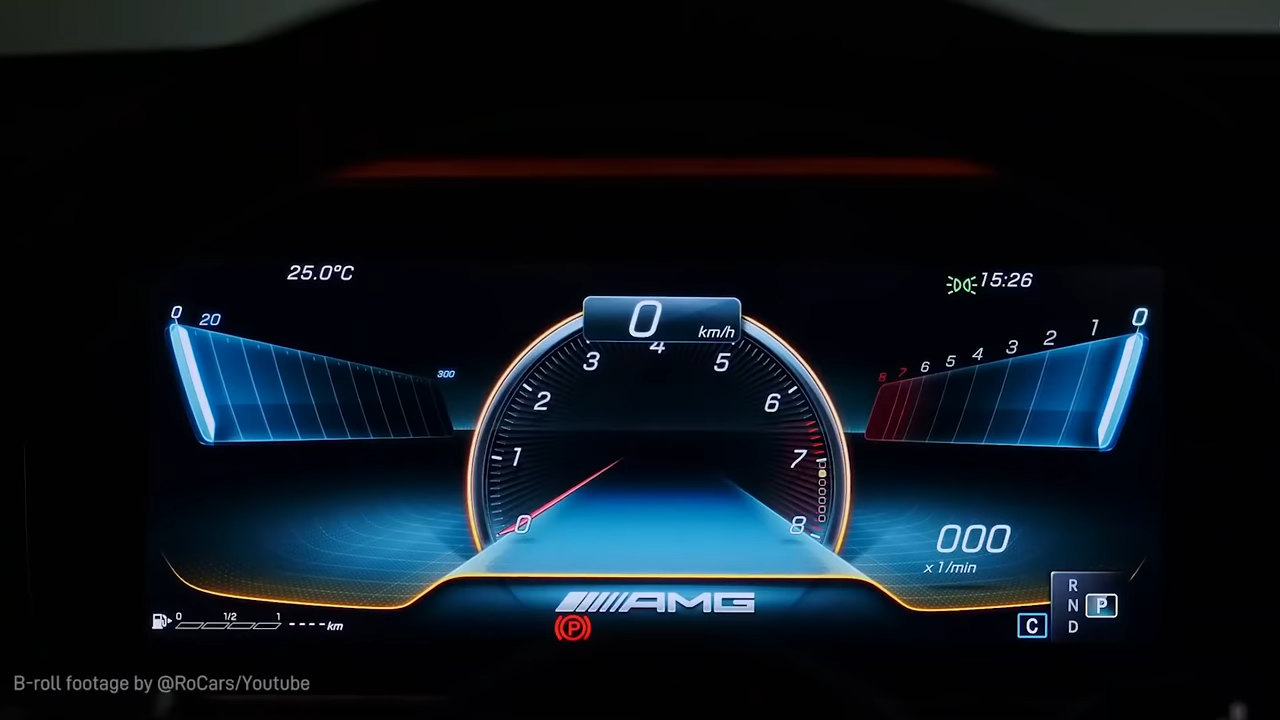 25.0°C
15:26
0 20 300
0 km/h
8 7 6 5 4 3 2 1 0
0 1 2 3 4 5 6 7 8
000
x 1/min
AMG
P
0 1/2 1
----km
C
R
N P
D
B-roll footage by @RoCars/Youtube